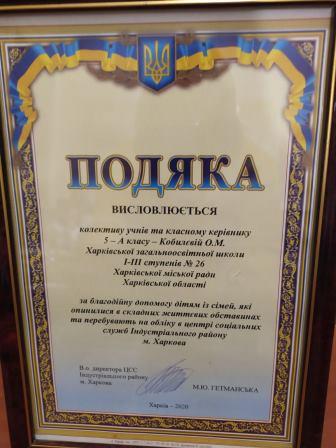 ПОДЯКА
ВИСЛОВЛЮЄТЬСЯ
колективу учнів та класному керівнику
5 – А класу – Кобилєвій О.М.
Харківської загальноосвітньої школи
І-ІІІ ступенів № 26
Харківської міської ради
Харківської області
за благодійну допомогу дітям із сімей, які
опинилися в складних життєвих обставинах
та перебувають на обліку в центрі соціальних
служб Індустріального району
м. Харкова
В.о. директора ЦСС
Індустріального району
м. Харкова
М.Ю. ГЕТМАНСЬКА
Харків – 2020